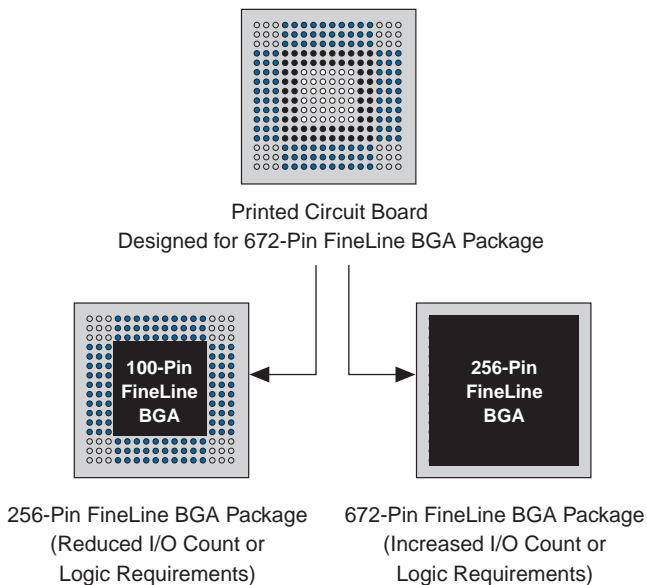 Printed Circuit Board
Designed for 672-Pin FineLine BGA Package
100-Pin
FineLine
BGA
256-Pin
FineLine
BGA
256-Pin FineLine BGA Package
(Reduced I/O Count or
Logic Requirements)
672-Pin FineLine BGA Package
(Increased I/O Count or
Logic Requirements)